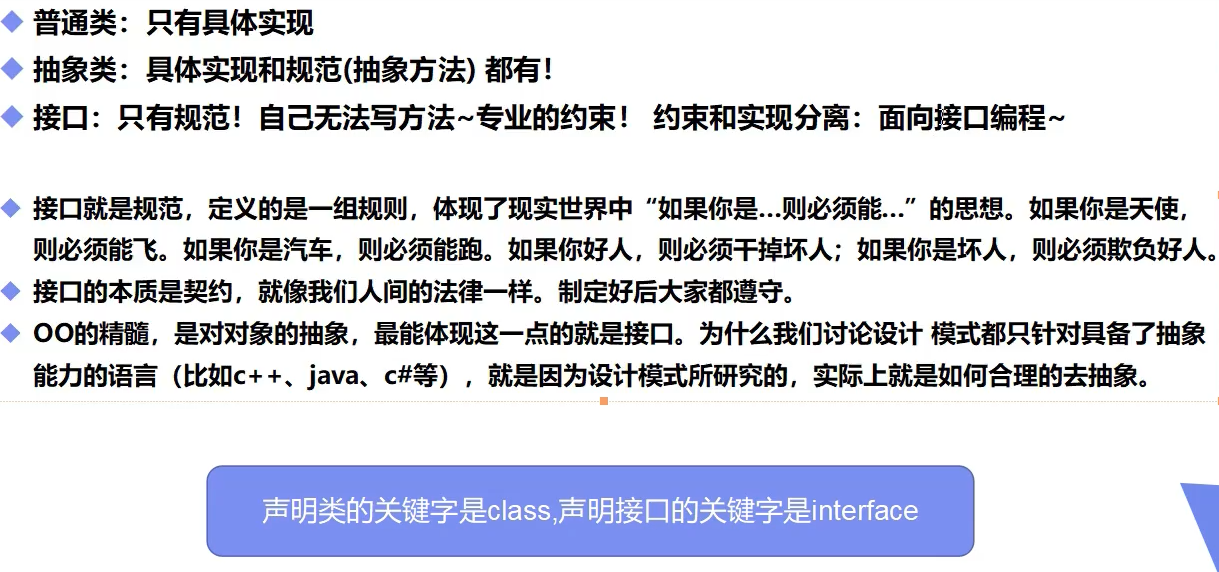 普通类：只有具体实现
抽象类：具体实现和规范(抽象方法) 都有！
接口：只有规范！自己无法写方法~专业的约束！ 约束和实现分离：面向接口编程~
接口就是规范，定义的是一组规则，体现了现实世界中“如果你是...则必须能...”的思想。如果你是天使，
则必须能飞。如果你是汽车，则必须能跑。如果你好人，则必须干掉坏人；如果你是坏人，则必须欺负好人。
接口的本质是契约，就像我们人间的法律一样。制定好后大家都遵守。
OO的精髓，是对对象的抽象，最能体现这一点的就是接口。为什么我们讨论设计 模式都只针对具备了抽象
能力的语言（比如c++、java、c#等），就是因为设计模式所研究的，实际上就是如何合理的去抽象。
声明类的关键字是class,声明接口的关键字是interface